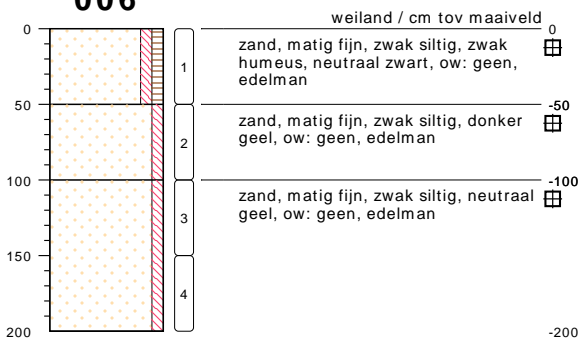 006
weiland / cm tov maaiveld
0
0
zand, matig fijn, zwak siltig, zwak
humeus, neutraal zwart, ow: geen,
edelman
1
50
-50
zand, matig fijn, zwak siltig, donker
geel, ow: geen, edelman
2
100
-100
zand, matig fijn, zwak siltig, neutraal
geel, ow: geen, edelman
3
150
4
200
-200